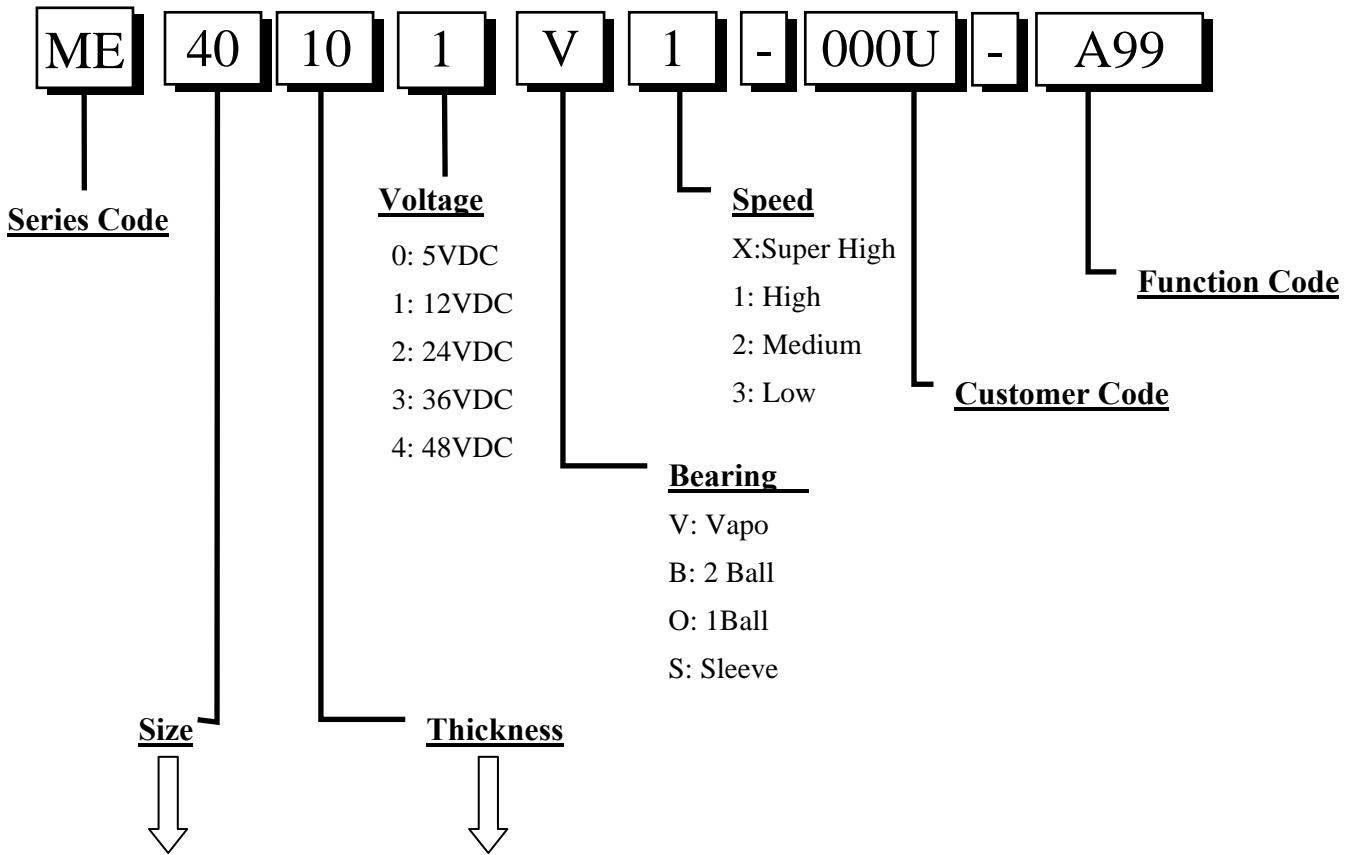 ME 40 10 1 V 1 - 000U - A99
Series Code
Voltage
0: 5VDC
1: 12VDC
2: 24VDC
3: 36VDC
4: 48VDC
Speed
X:Super High
1: High
2: Medium
3: Low
Function Code
Customer Code
Bearing
V: Vapo
B: 2 Ball
O: 1Ball
S: Sleeve
Size
Thickness